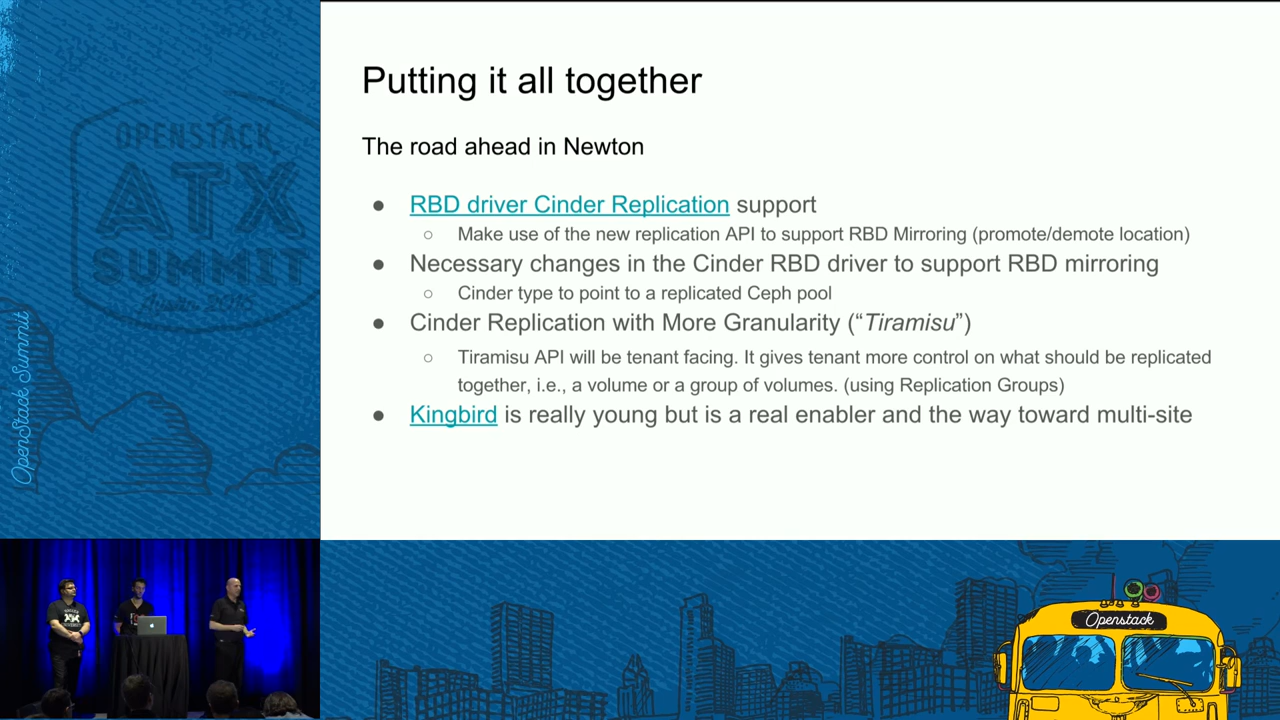 Putting it all together
The road ahead in Newton
● RBD driver Cinder Replication support
○ Make use of the new replication API to support RBD Mirroring (promote/demote location)
● Necessary changes in the Cinder RBD driver to support RBD mirroring
○ Cinder type to point to a replicated Ceph pool
● Cinder Replication with More Granularity (“Tiramisu”)
○ Tiramisu API will be tenant facing. It gives tenant more control on what should be replicated
together, i.e., a volume or a group of volumes. (using Replication Groups)
● Kingbird is really young but is a real enabler and the way toward multi-site
OPENSTACK
ATX
SUMMIT
Austin 2016
OpenStack Summit
Openstack